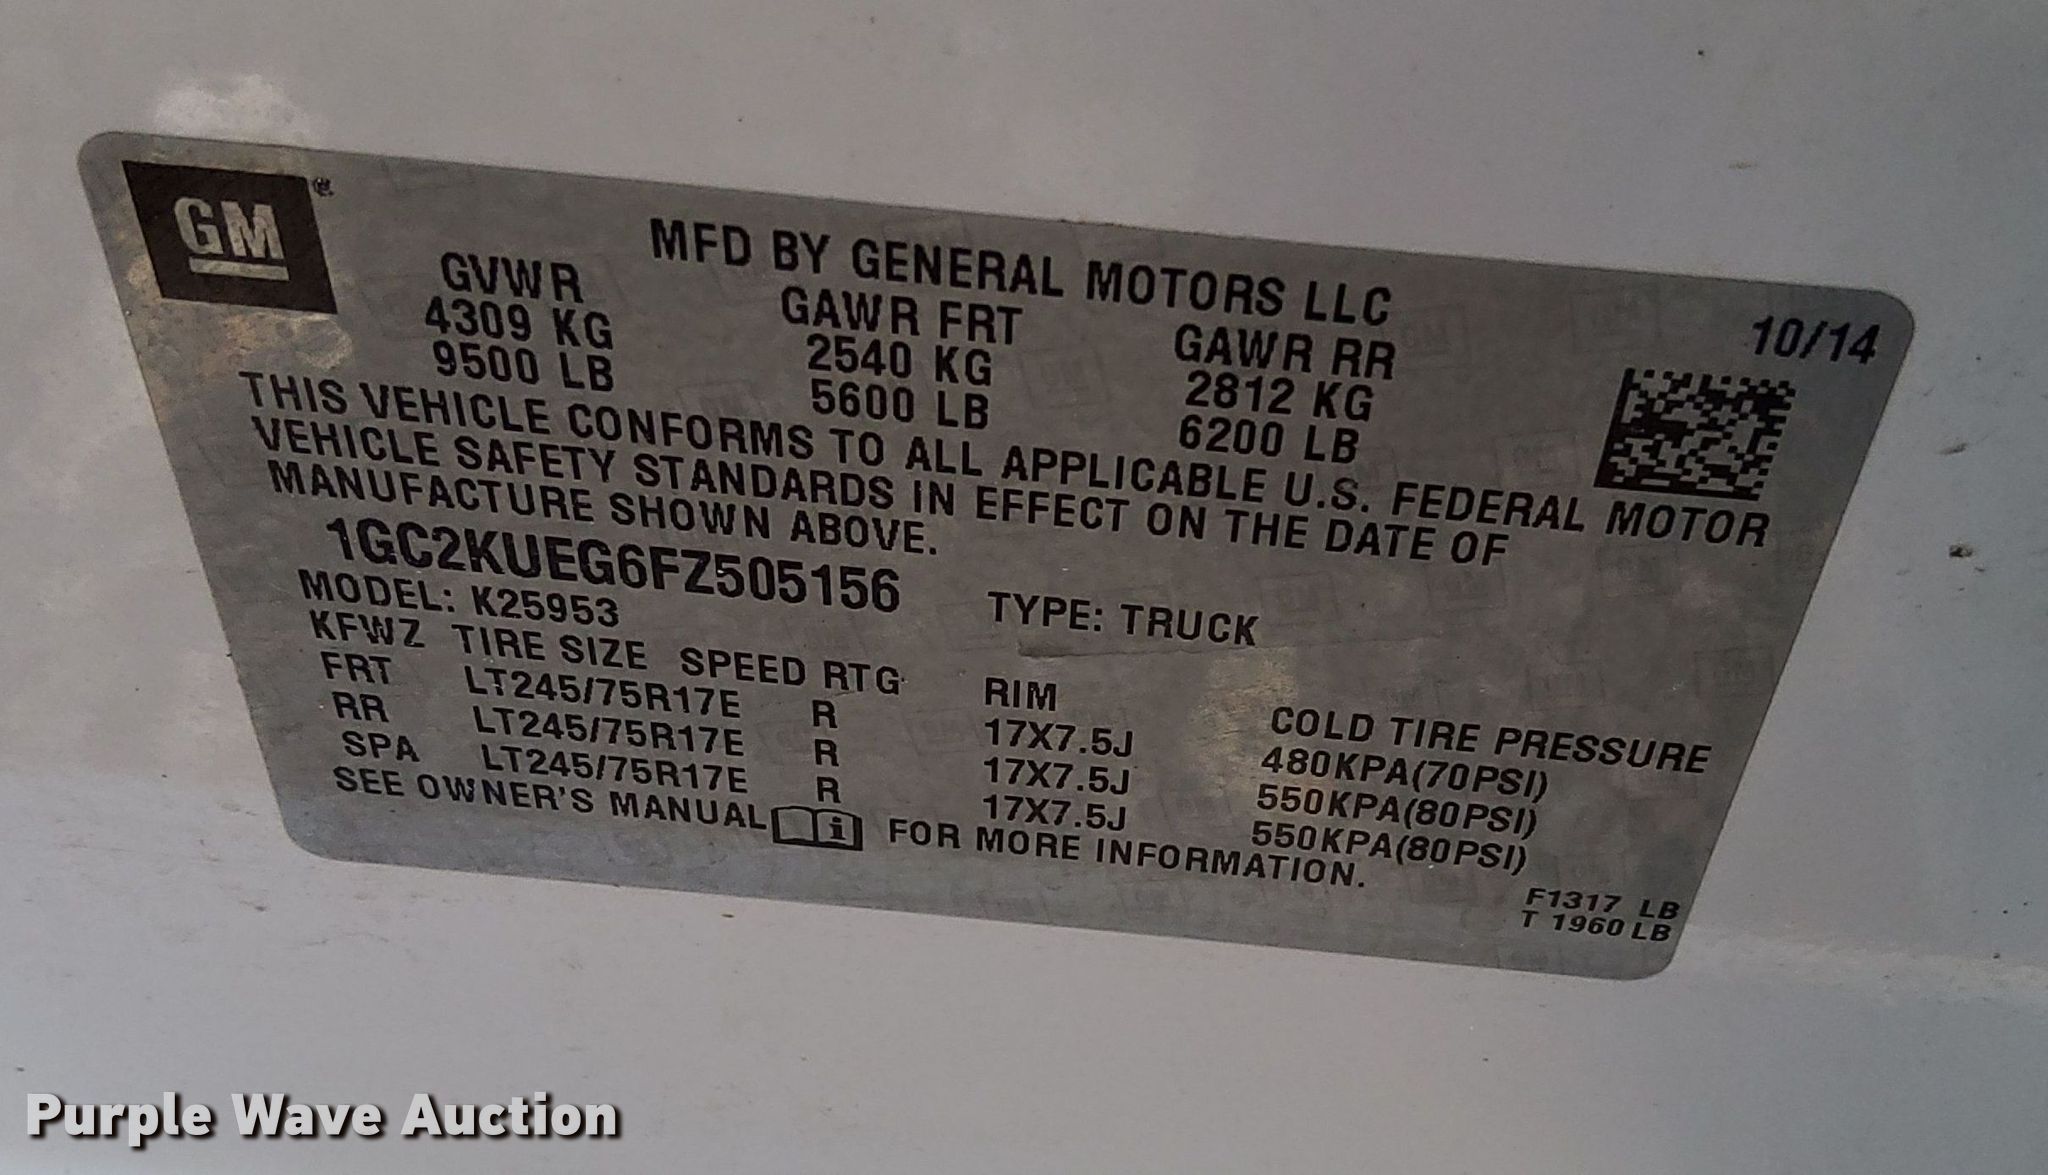 GM®
MFD BY GENERAL MOTORS LLC
10/14
GVWR GAWR FRT GAWR RR
4309 KG 2540 KG 2812 KG
9500 LB 5600 LB 6200 LB
THIS VEHICLE CONFORMS TO ALL APPLICABLE U.S. FEDERAL MOTOR
VEHICLE SAFETY STANDARDS IN EFFECT ON THE DATE OF
MANUFACTURE SHOWN ABOVE.
1GC2KUEG6FZ505156 TYPE: TRUCK
MODEL: K25953
KFWZ TIRE SIZE SPEED RTG RIM COLD TIRE PRESSURE
FRT LT245/75R17E R 17X7.5J 480KPA(70PSI)
RR LT245/75R17E R 17X7.5J 550KPA(80PSI)
SPA LT245/75R17E R 17X7.5J 550KPA(80PSI)
SEE OWNER'S MANUAL i FOR MORE INFORMATION.
F1317 LB
T 1960 LB
Purple Wave Auction